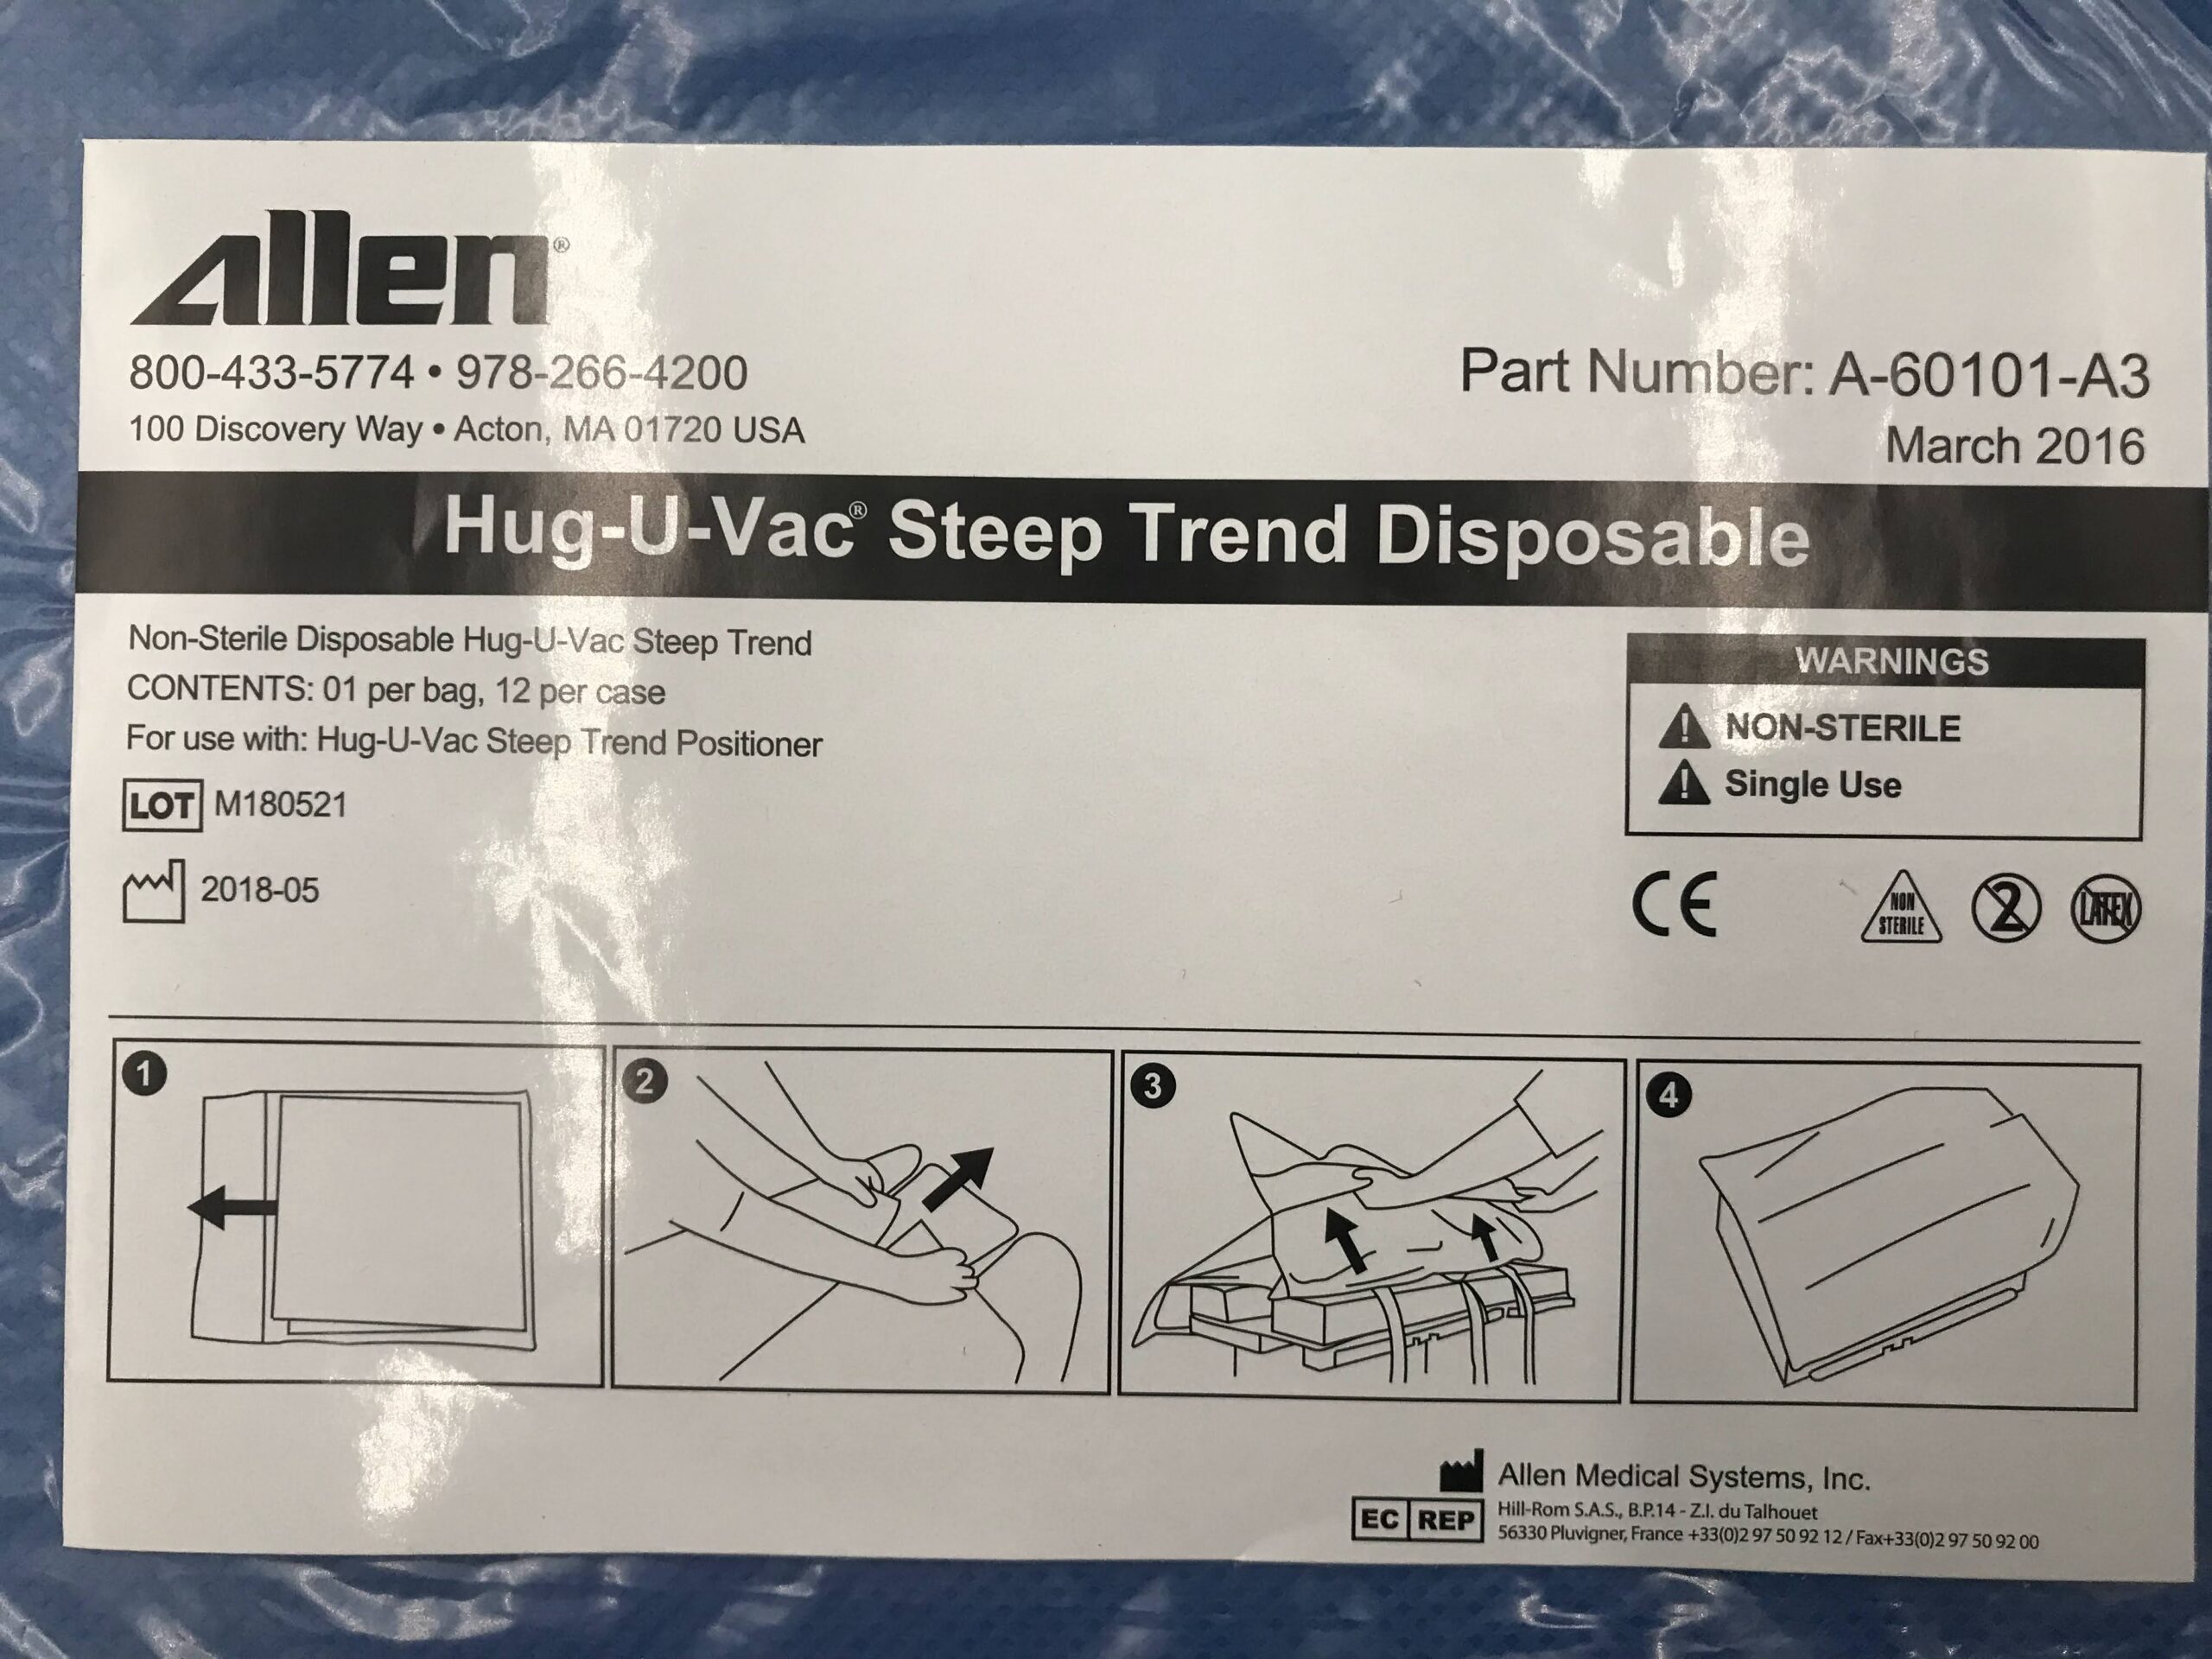 Allen®
800-433-5774 • 978-266-4200
100 Discovery Way • Acton, MA 01720 USA
Part Number: A-60101-A3
March 2016
Hug-U-Vac® Steep Trend Disposable
Non-Sterile Disposable Hug-U-Vac Steep Trend
CONTENTS: 01 per bag, 12 per case
For use with: Hug-U-Vac Steep Trend Positioner
LOT M180521
2018-05
WARNINGS
NON-STERILE
Single Use
CE
NON
STERILE
2
LATEX
1
2
3
4
Allen Medical Systems, Inc.
EC REP
Hill-Rom S.A.S., B.P.14 - Z.I. du Talhouet
56330 Pluvigner, France +33(0)2 97 50 92 12 / Fax+33(0)2 97 50 92 00